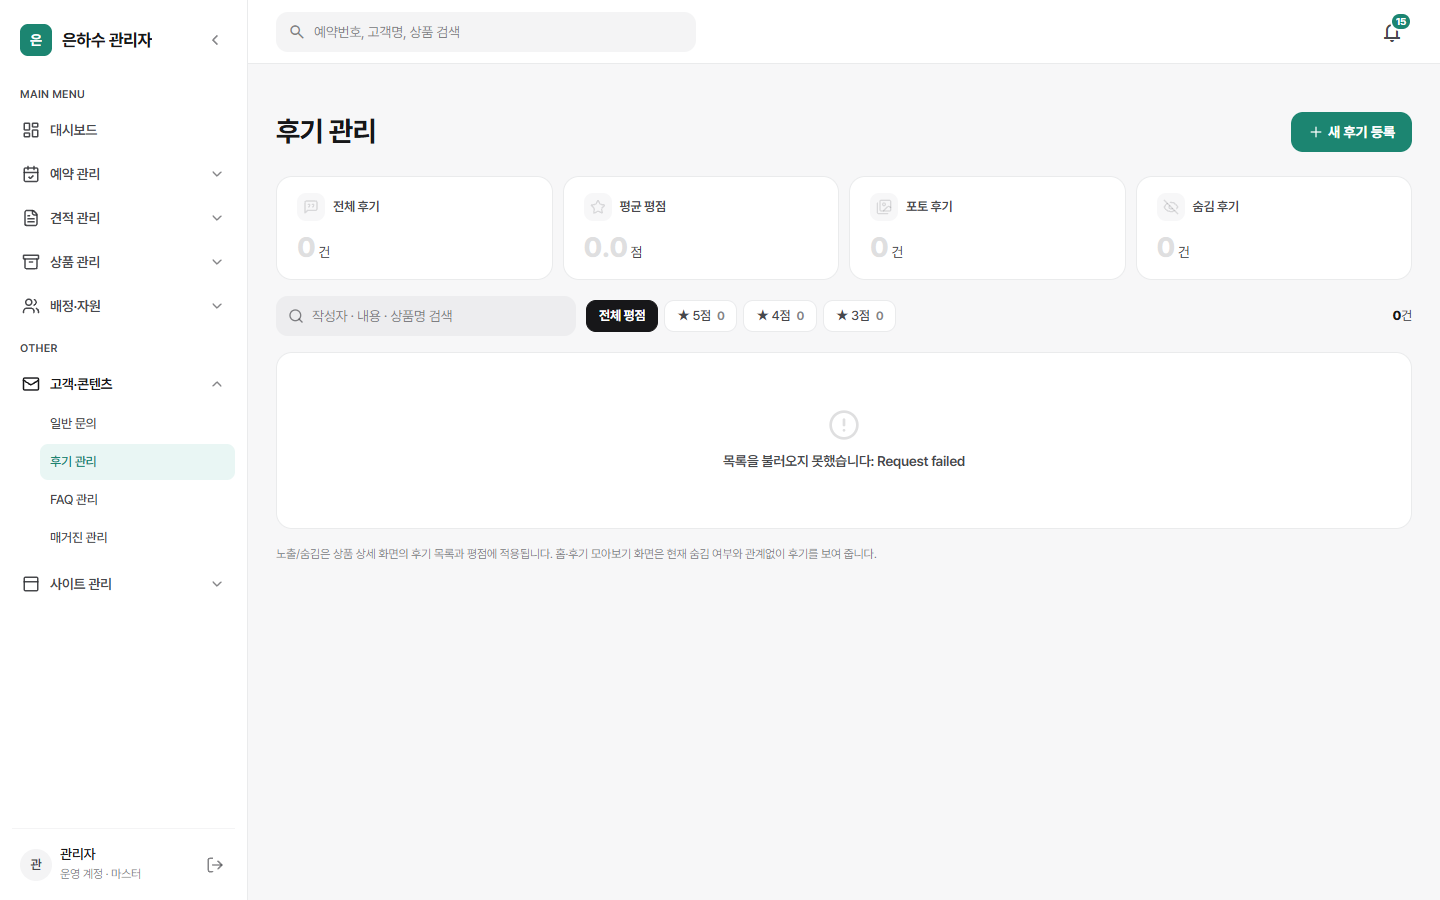 은 은하수 관리자
예약번호, 고객명, 상품 검색
15
MAIN MENU
대시보드
예약 관리
견적 관리
상품 관리
배정·자원
OTHER
고객·콘텐츠
일반 문의
후기 관리
FAQ 관리
매거진 관리
사이트 관리
관 관리자
운영 계정 · 마스터
후기 관리
새 후기 등록
전체 후기
0 건
평균 평점
0.0 점
포토 후기
0 건
숨김 후기
0 건
작성자 · 내용 · 상품명 검색
전체 평점
★ 5점 0
★ 4점 0
★ 3점 0
0건
목록을 불러오지 못했습니다: Request failed
노출/숨김은 상품 상세 화면의 후기 목록과 평점에 적용됩니다. 홈·후기 모아보기 화면은 현재 숨김 여부와 관계없이 후기를 보여 줍니다.